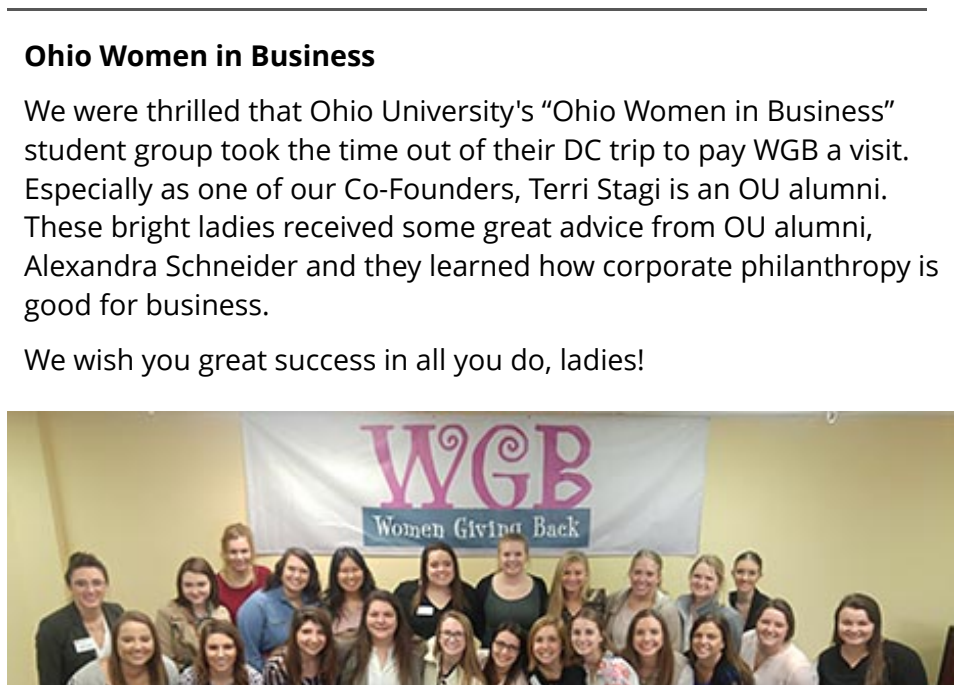 Ohio Women in Business
We were thrilled that Ohio University's “Ohio Women in Business”
student group took the time out of their DC trip to pay WGB a visit.
Especially as one of our Co-Founders, Terri Stagi is an OU alumni.
These bright ladies received some great advice from OU alumni,
Alexandra Schneider and they learned how corporate philanthropy is
good for business.
We wish you great success in all you do, ladies!
WGB
Women Giving Back